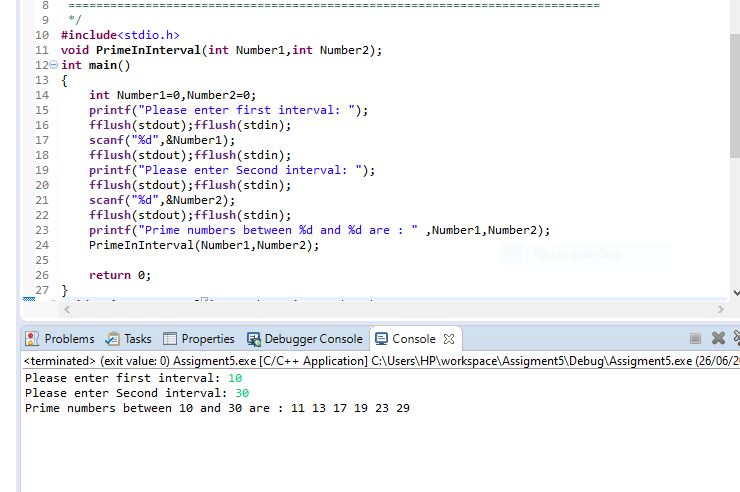 8 ============================================================================
9 */
10 #include<stdio.h>
11 void PrimeInInterval(int Number1,int Number2);
12 int main()
13 {
14 int Number1=0,Number2=0;
15 printf("Please enter first interval: ");
16 fflush(stdout);fflush(stdin);
17 scanf("%d",&Number1);
18 fflush(stdout);fflush(stdin);
19 printf("Please enter Second interval: ");
20 fflush(stdout);fflush(stdin);
21 scanf("%d",&Number2);
22 fflush(stdout);fflush(stdin);
23 printf("Prime numbers between %d and %d are : " ,Number1,Number2);
24 PrimeInInterval(Number1,Number2);
Rectangular Snip
25
26 return 0;
27 }
Problems Tasks Properties Debugger Console Console
<terminated> (exit value: 0) Assigment5.exe [C/C++ Application] C:\Users\HP\workspace\Assigment5\Debug\Assigment5.exe (26/06/20
Please enter first interval: 10
Please enter Second interval: 30
Prime numbers between 10 and 30 are : 11 13 17 19 23 29